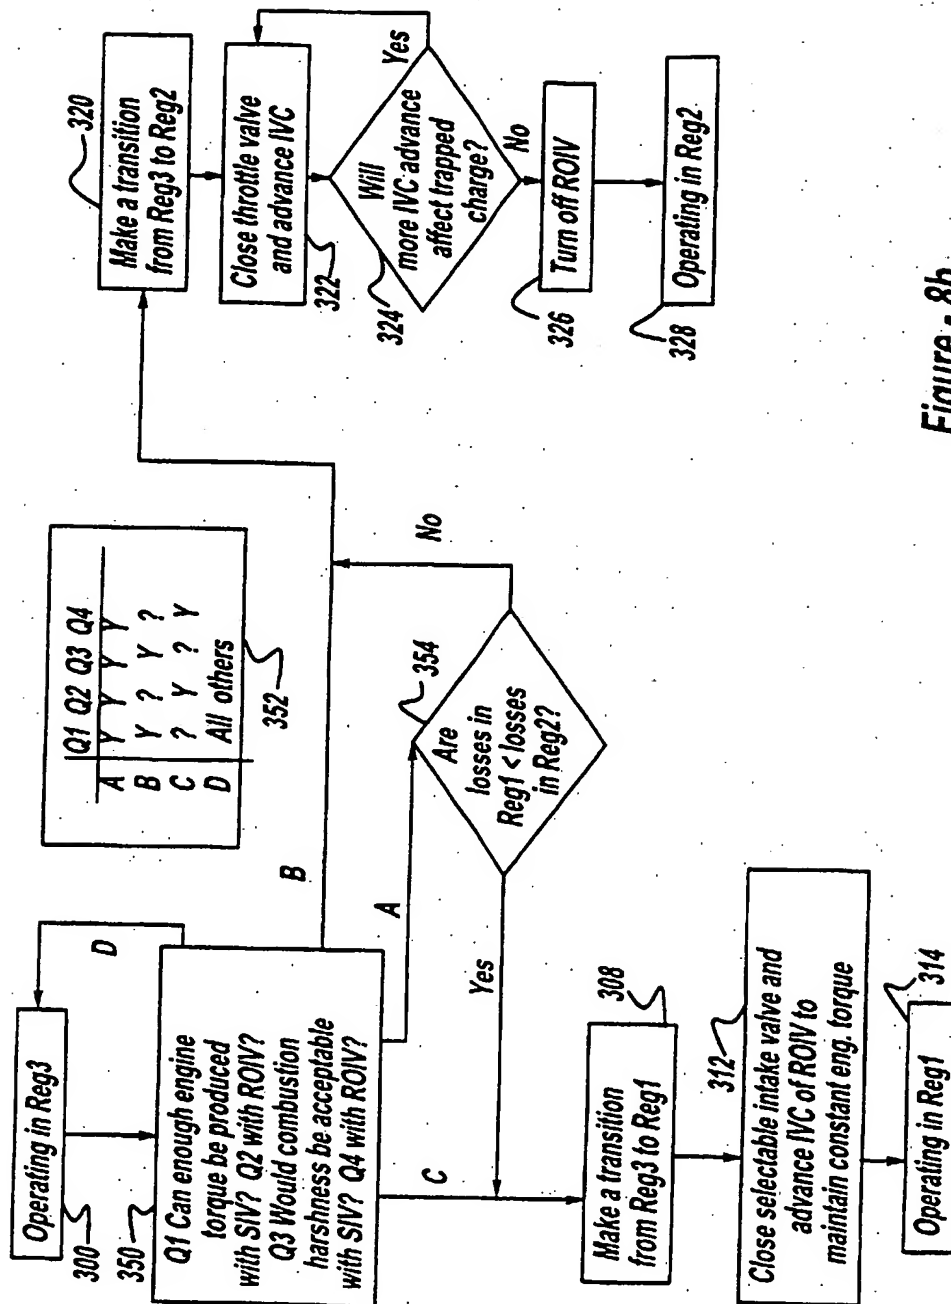 Operating in Reg3
300
D
350
Q1 Can enough engine
torque be produced
with SIV? Q2 with ROIV?
Q3 Would combustion
harshness be acceptable
with SIV? Q4 with ROIV?
Q1 Q2 Q3 Q4
A Y Y Y Y
B Y ? Y ?
C ? Y ? Y
D All others
352
B
A
C
Are
losses in
Reg1 < losses
in Reg2?
354
Yes
No
Make a transition
from Reg3 to Reg1
308
312
Close selectable intake valve and
advance IVC of ROIV to
maintain constant eng. torque
Operating in Reg1
314
Make a transition
from Reg3 to Reg2
320
Close throttle valve
and advance IVC
322
Will
more IVC advance
affect trapped
charge?
324
Yes
No
Turn off ROIV
326
Operating in Reg2
328
Figure - 8b